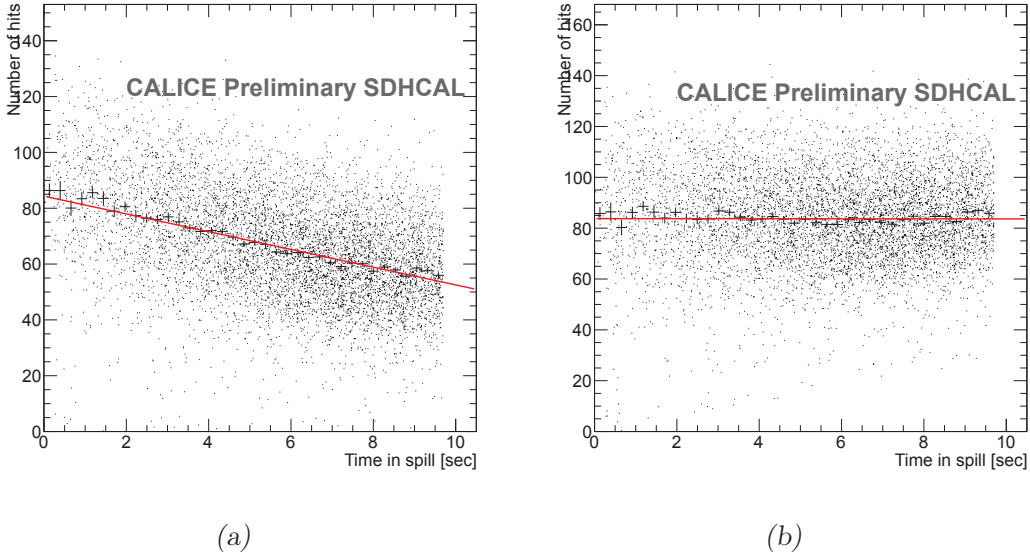 Number of hits
140
120
100
80
60
40
20
0
CALICE Preliminary SDHCAL
0 2 4 6 8 10
Time in spill [sec]
(a)
Number of hits
160
140
120
100
80
60
40
20
0
CALICE Preliminary SDHCAL
0 2 4 6 8 10
Time in spill [sec]
(b)